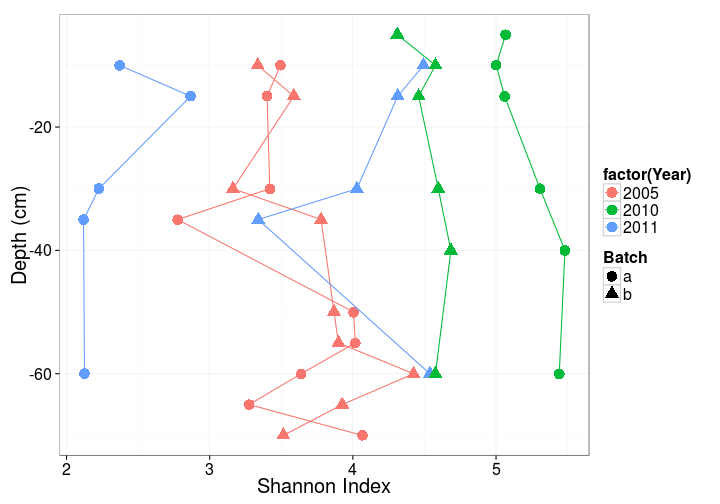 -20
-40
-60
Depth (cm)
2
3
4
5
Shannon Index
factor(Year)
2005
2010
2011
Batch
a
b